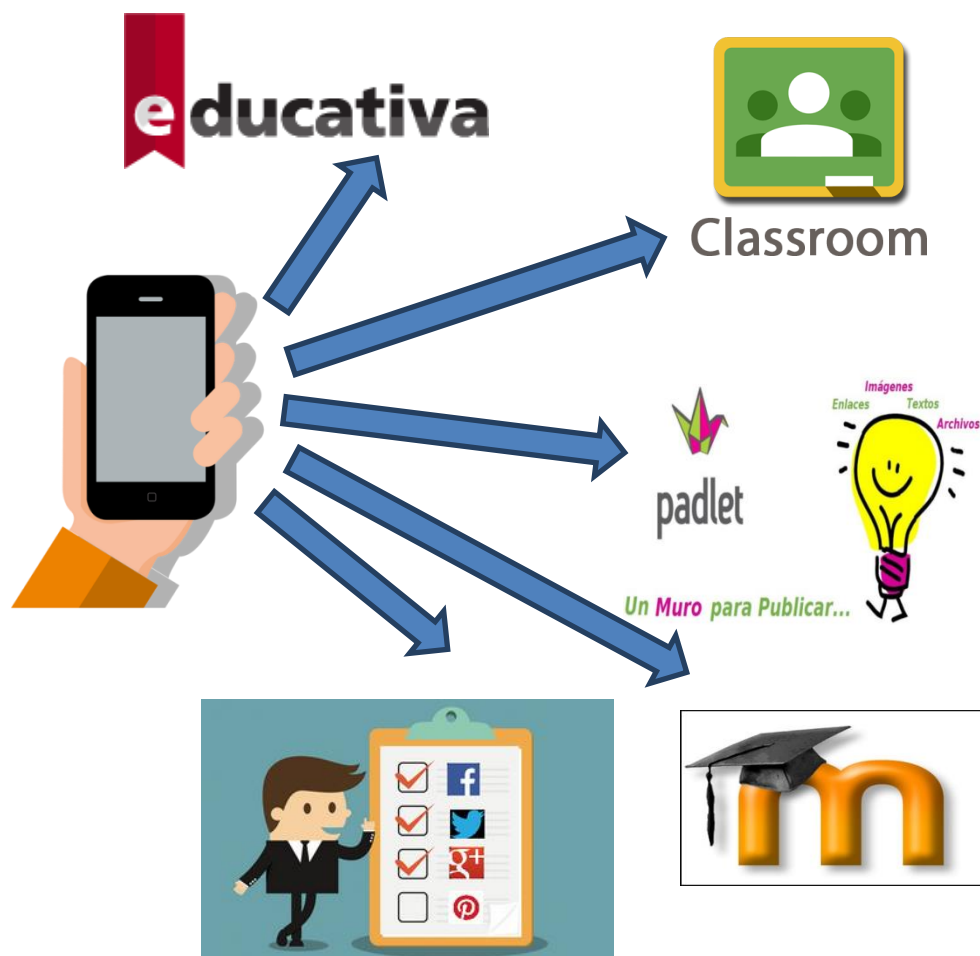 educativa
Classroom
Imágenes
Enlaces
Textos
Archivos
padlet
Un Muro para Publicar...
f
g+
m